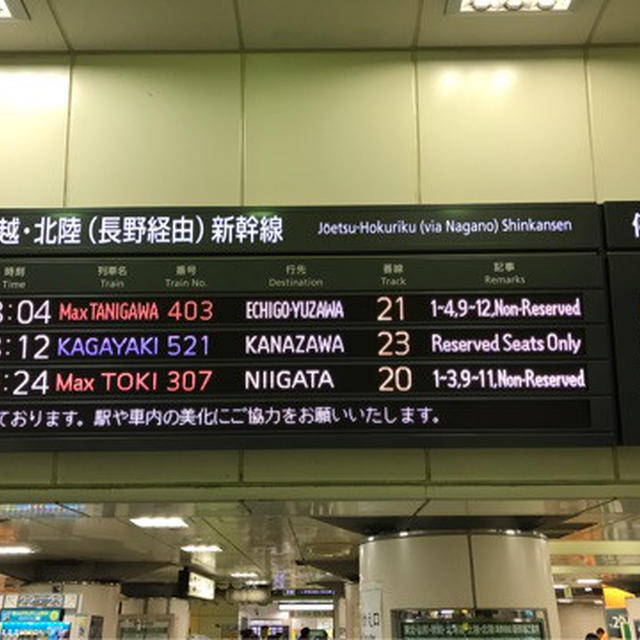 越・北陸（長野経由）新幹線 Jōetsu-Hokuriku (via Nagano) Shinkansen
時刻 列車名 番号 行先 番線 記事
Time Train Train No. Destination Track Remarks
:04 Max TANIGAWA 403 ECHIGO-YUZAWA 21 1~4,9~12,Non-Reserved
:12 KAGAYAKI 521 KANAZAWA 23 Reserved Seats Only
:24 Max TOKI 307 NIIGATA 20 1~3,9~11,Non-Reserved
ております。駅や車内の美化にご協力をお願いいたします。